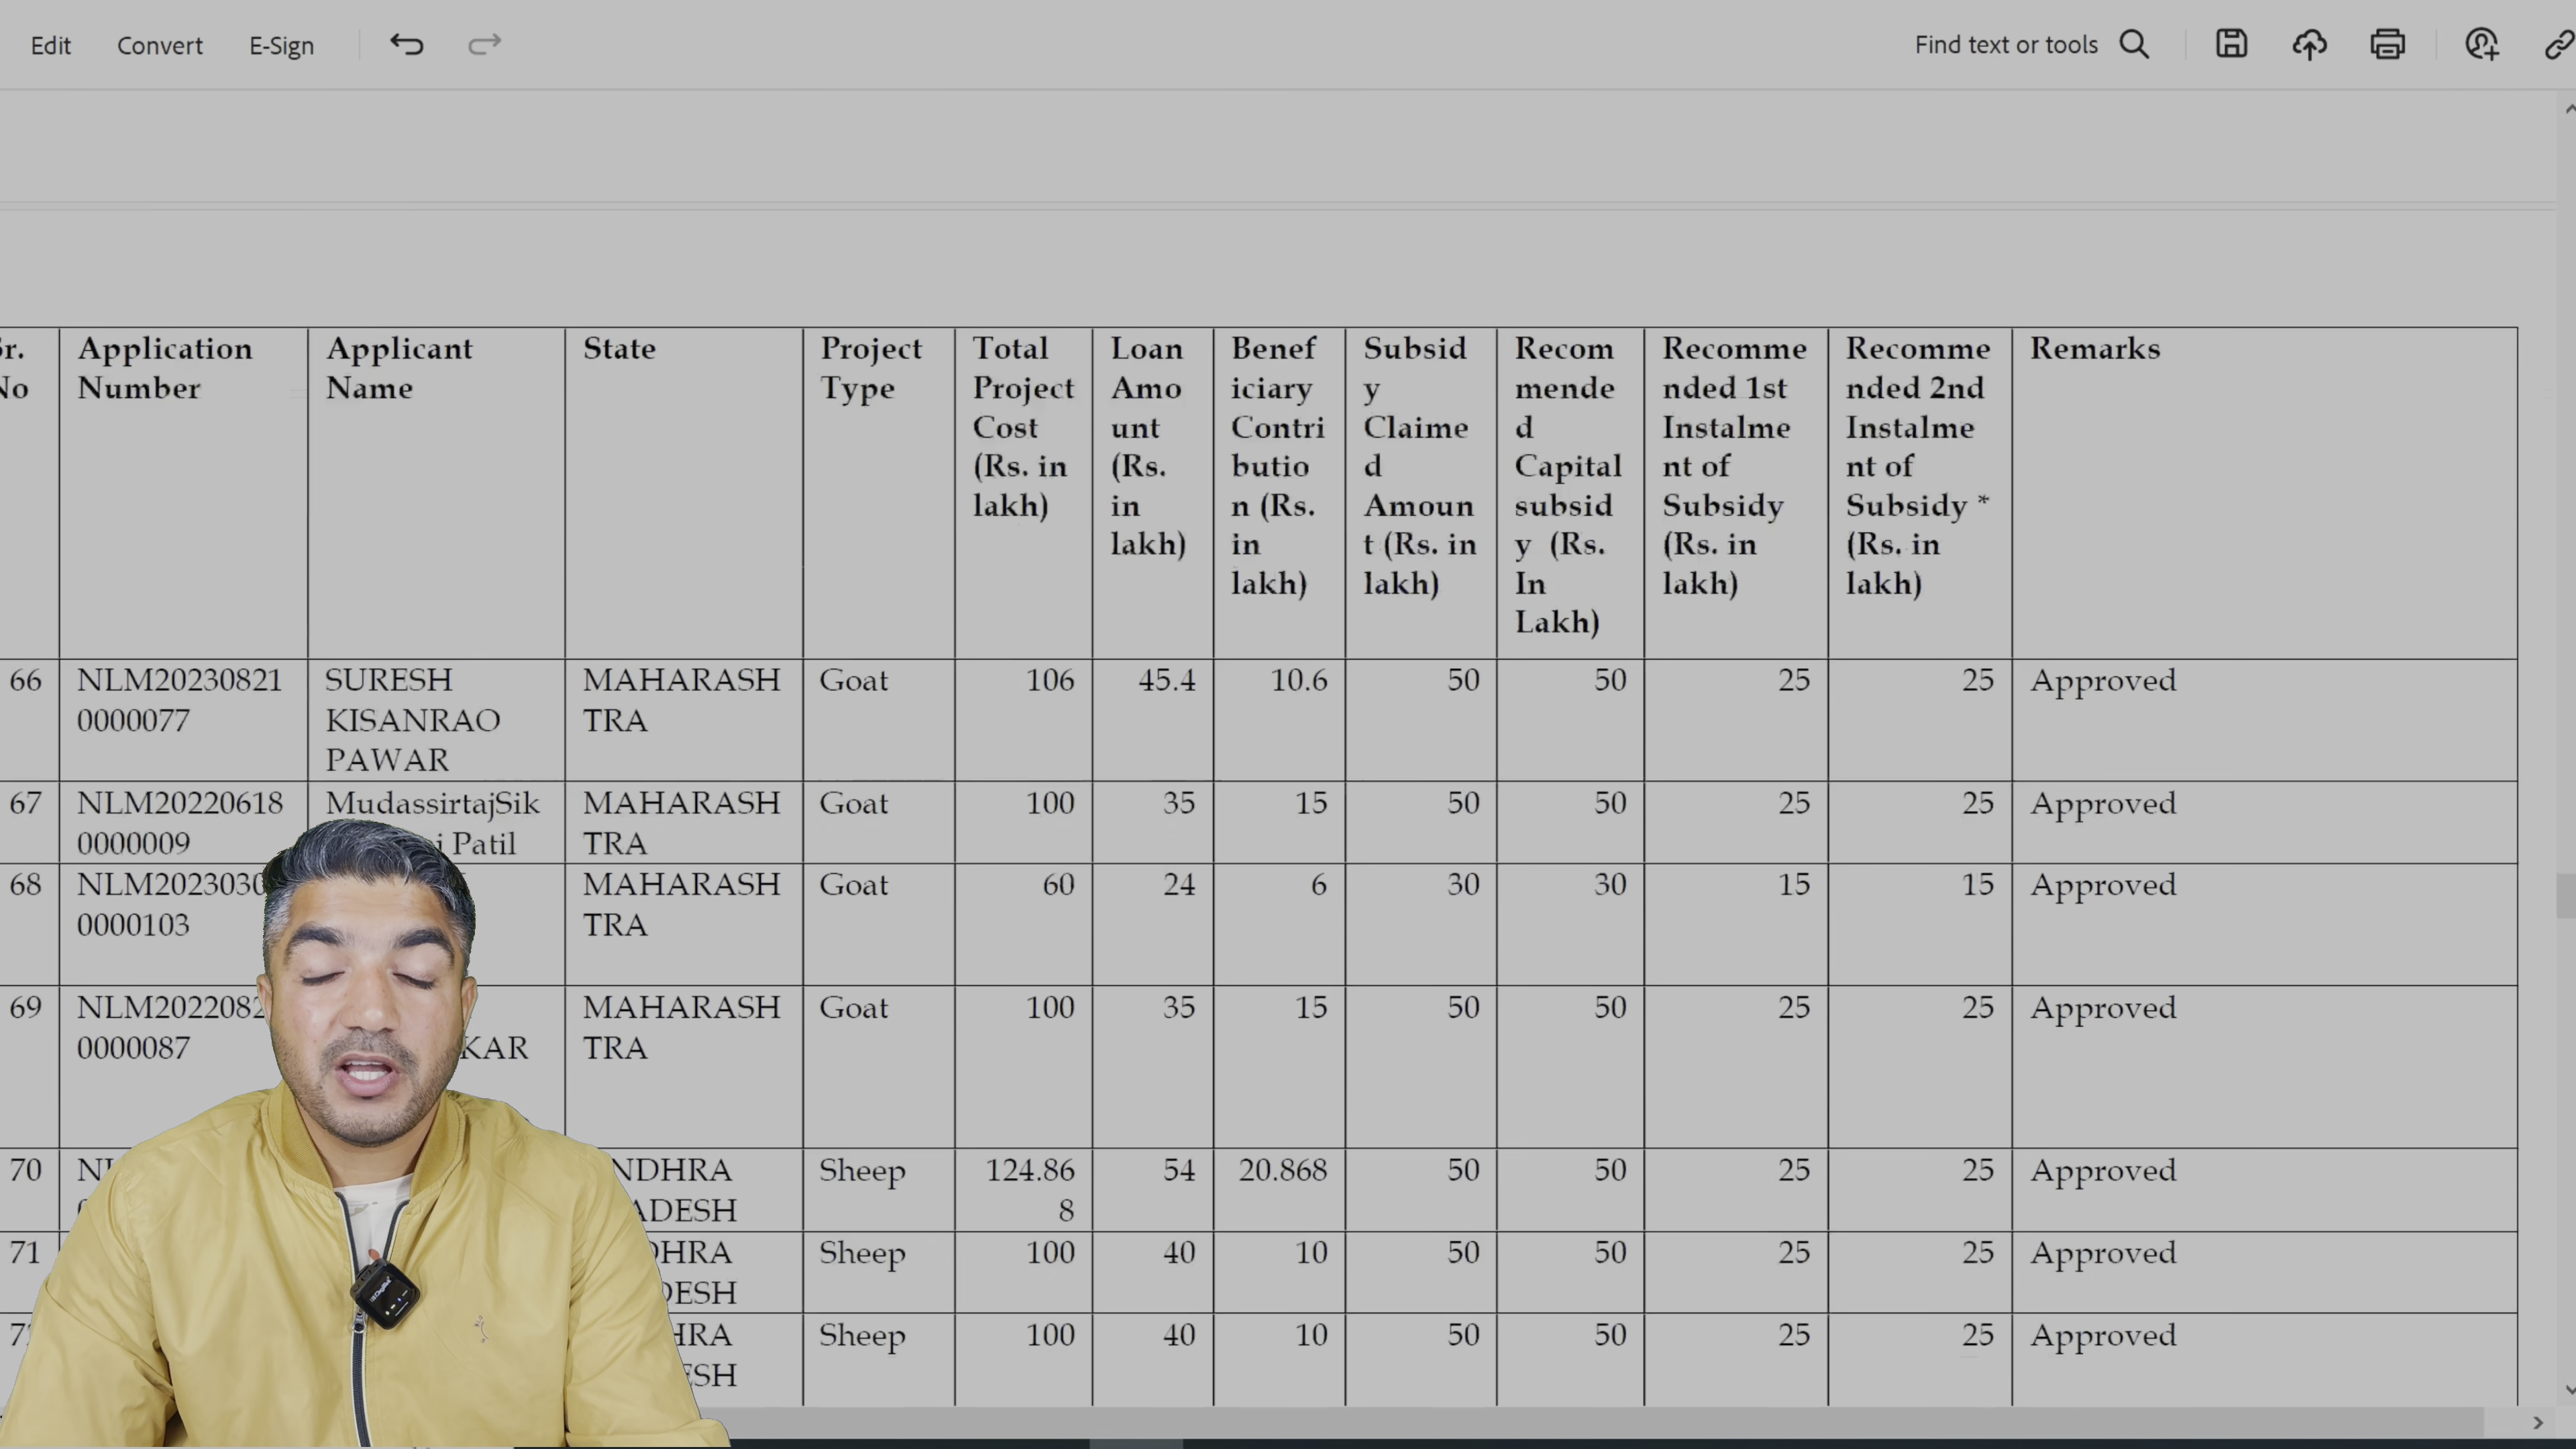 Edit Convert E-Sign Find text or tools
Sr. No
Application Number
Applicant Name
State
Project Type
Total Project Cost (Rs. in lakh)
Loan Amo unt (Rs. in lakh)
Benef iciary Contri butio n (Rs. in lakh)
Subsid y Claime d Amoun t (Rs. in lakh)
Recom mende d Capital subsid y (Rs. In Lakh)
Recomme nded 1st Instalme nt of Subsidy (Rs. in lakh)
Recomme nded 2nd Instalme nt of Subsidy * (Rs. in lakh)
Remarks
66 NLM20230821 SURESH MAHARASH Goat 106 45.4 10.6 50 50 25 25 Approved
0000077 KISANRAO TRA
PAWAR
67 NLM20220618 MudassirtajSik MAHARASH Goat 100 35 15 50 50 25 25 Approved
0000009 Patil TRA
68 NLM2023030 MAHARASH Goat 60 24 6 30 30 15 15 Approved
0000103 TRA
69 NLM202208 MAHARASH Goat 100 35 15 50 50 25 25 Approved
0000087 KAR TRA
70 NDHRA Sheep 124.86 54 20.868 50 50 25 25 Approved
ADESH 8
71 DHRA Sheep 100 40 10 50 50 25 25 Approved
DESH
HRA Sheep 100 40 10 50 50 25 25 Approved
ESH